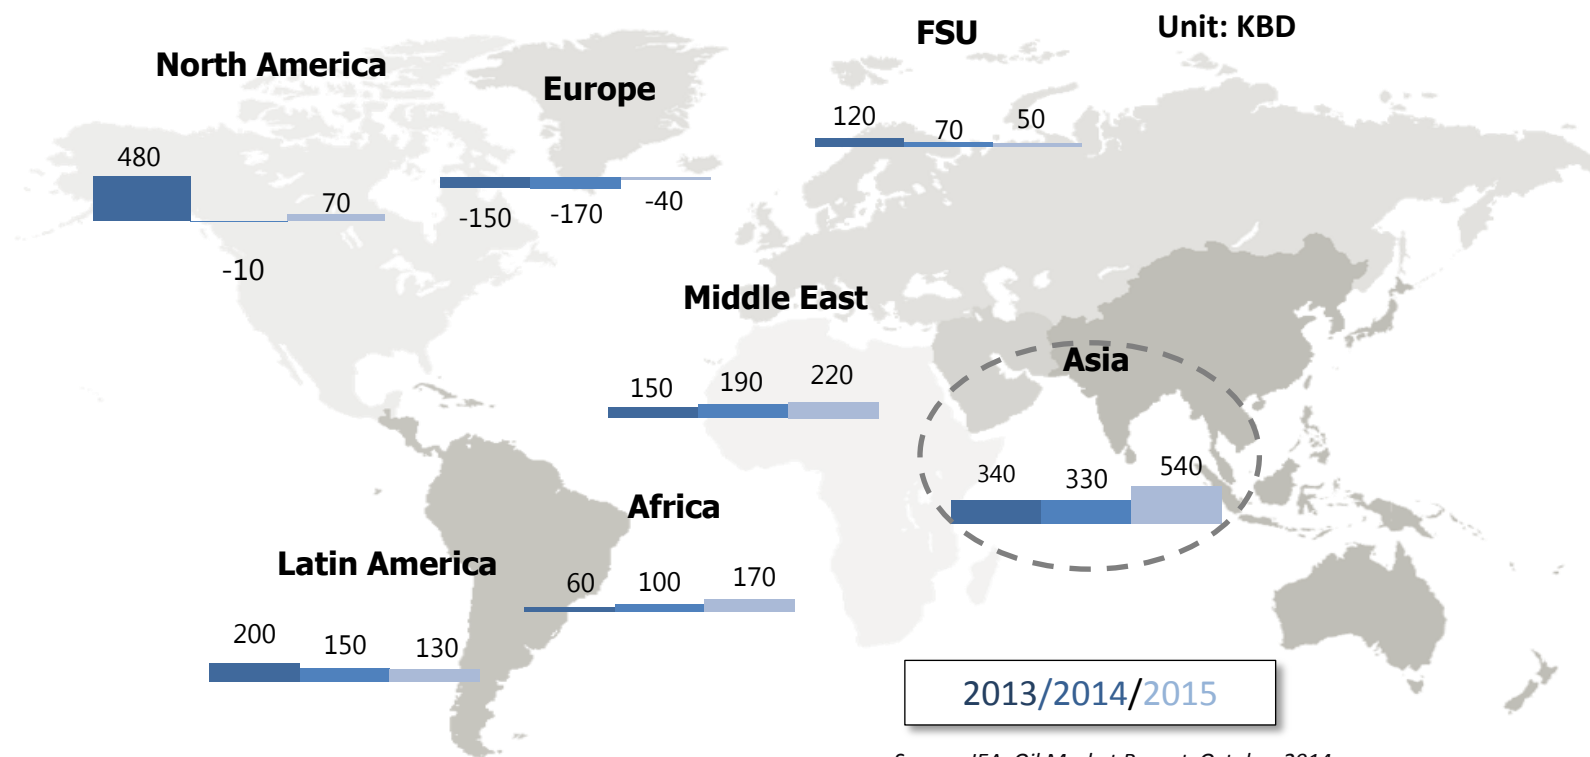 FSU
Unit: KBD
North America
Europe
120 70 50
480
70
-10
-150 -170 -40
Middle East
150 190 220
Asia
340 330 540
Africa
60 100 170
Latin America
200 150 130
2013/2014/2015